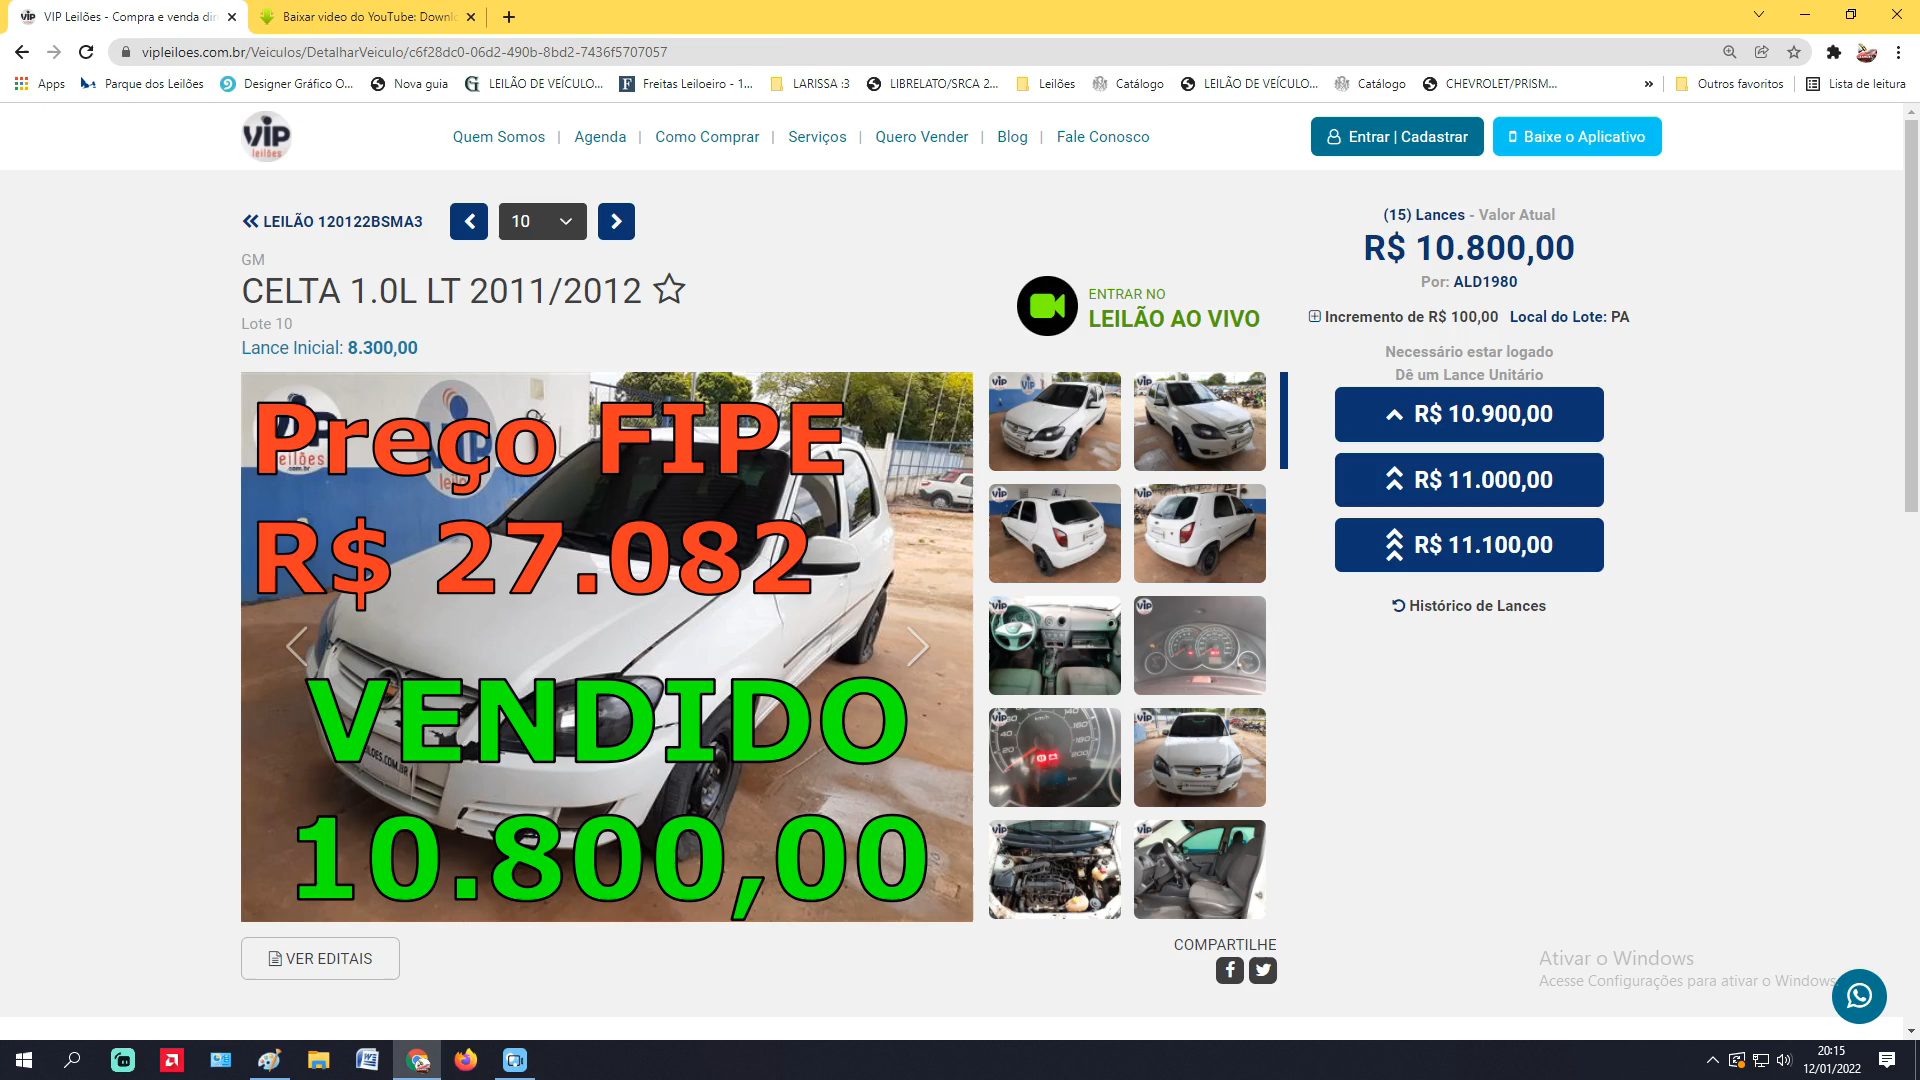 VIP Leilões - Compra e venda dir
Baixar video do YouTube: Downl
vipleiloes.com.br/Veiculos/DetalharVeiculo/c6f28dc0-06d2-490b-8bd2-7436f5707057
Apps
Parque dos Leilões
Designer Gráfico O...
Nova guia
LEILÃO DE VEÍCULO...
Freitas Leiloeiro - 1...
LARISSA :3
LIBRELATO/SRCA 2...
Leilões
Catálogo
LEILÃO DE VEÍCULO...
Catálogo
CHEVROLET/PRISM...
»
Outros favoritos
Lista de leitura
VIP
leilões
Quem Somos | Agenda | Como Comprar | Serviços | Quero Vender | Blog | Fale Conosco
Entrar | Cadastrar
Baixe o Aplicativo
LEILÃO 120122BSMA3
10
GM
CELTA 1.0L LT 2011/2012
Lote 10
Lance Inicial: 8.300,00
ENTRAR NO
LEILÃO AO VIVO
(15) Lances - Valor Atual
R$ 10.800,00
Por: ALD1980
Incremento de R$ 100,00 Local do Lote: PA
Necessário estar logado
Dê um Lance Unitário
R$ 10.900,00
R$ 11.000,00
R$ 11.100,00
Histórico de Lances
Preço FIPE
R$ 27.082
VENDIDO
10.800,00
VER EDITAIS
COMPARTILHE
Ativar o Windows
Acesse Configurações para ativar o Windows.
20:15
12/01/2022